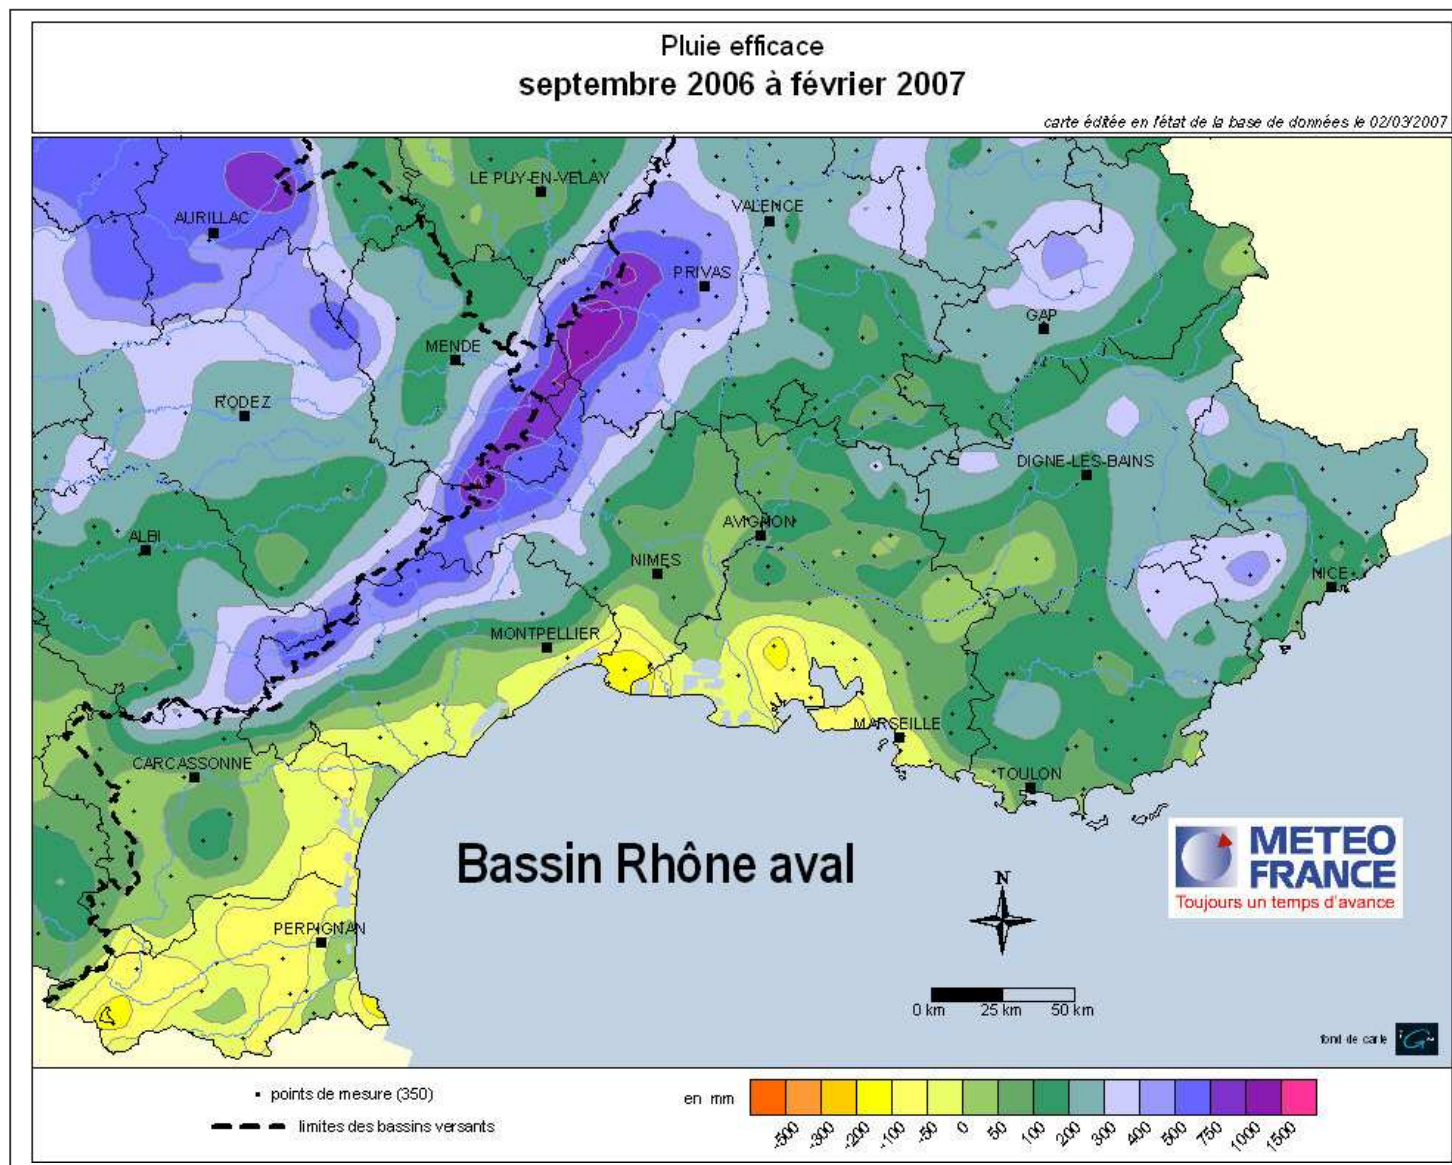 Pluie efficace
septembre 2006 à février 2007
carte éditée en l'état de la base de données le 02/03/2007
LE PUY-EN-VELAY
AURILLAC
VALENCE
PRIVAS
GAP
MENDE
RODEZ
DIGNE-LES-BAINS
AVIGNON
ALBI
NIMES
NICE
MONTPELLIER
MARSEILLE
CARCASSONNE
TOULON
Bassin Rhône aval
METEO
FRANCE
Toujours un temps d'avance
N
PERPIGNAN
0 km 25 km 50 km
fond de carte
points de mesure (350)
en mm
limites des bassins versants
-500 -300 -200 -100 -50 0 50 100 200 300 400 500 750 1000 1500